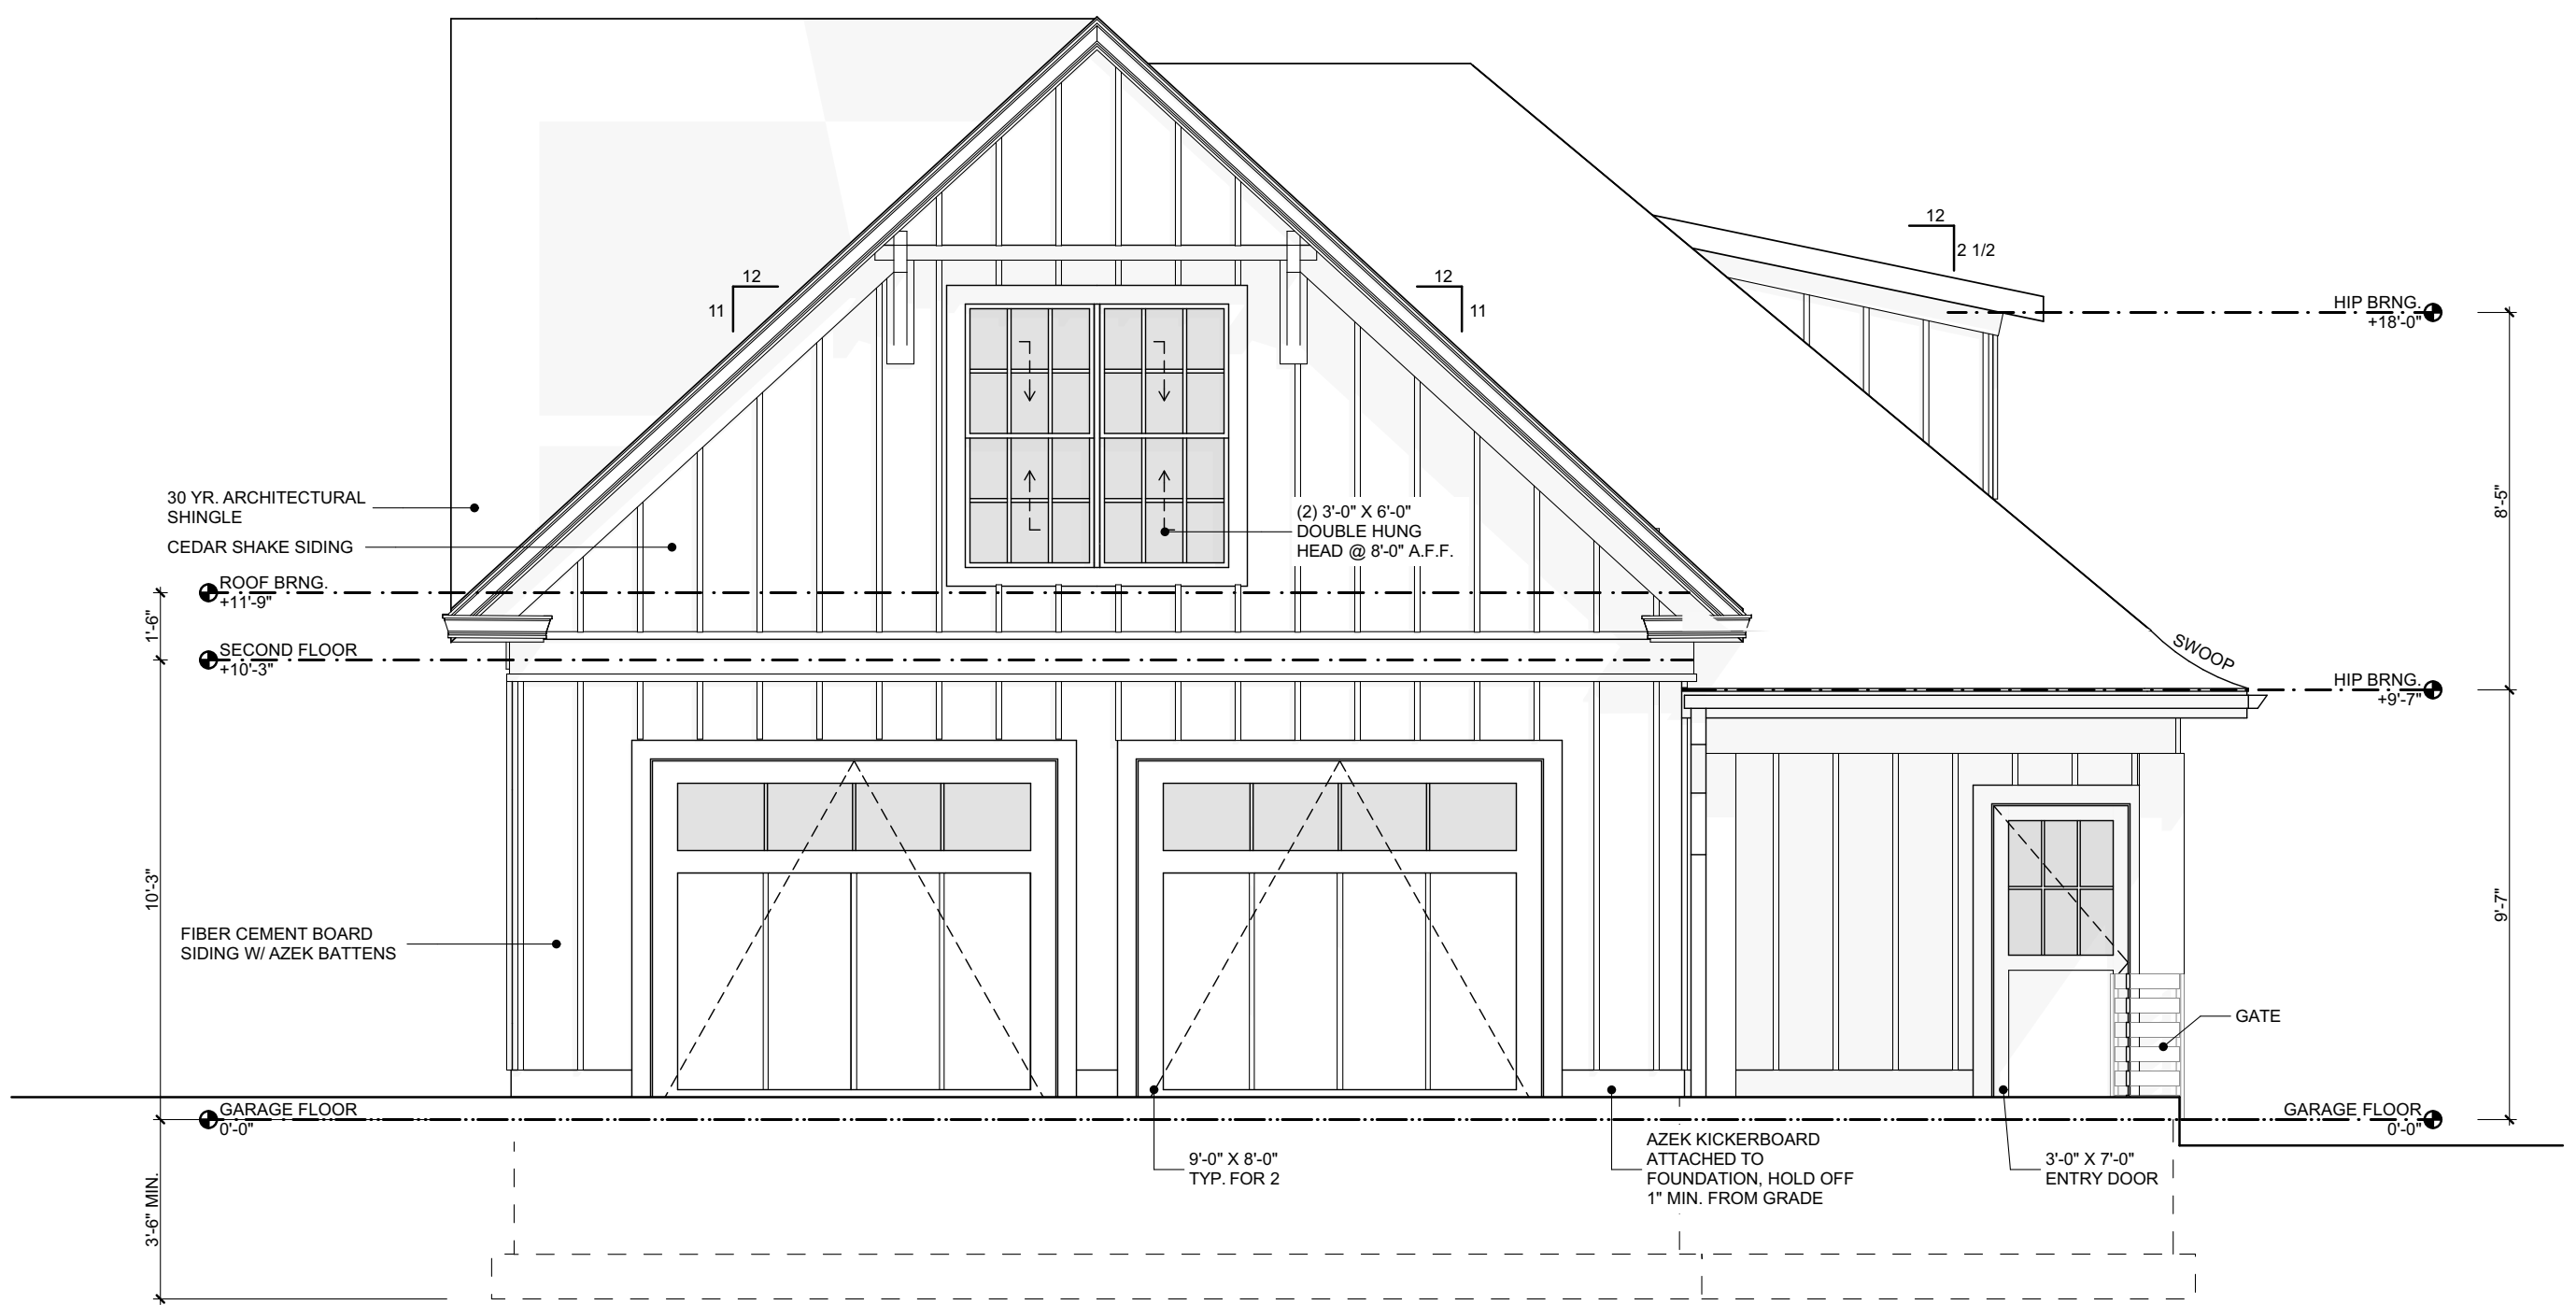 12
2 1/2
12
11
12
11
HIP BRNG.
+18'-0"
8'-5"
30 YR. ARCHITECTURAL
SHINGLE
CEDAR SHAKE SIDING
(2) 3'-0" X 6'-0"
DOUBLE HUNG
HEAD @ 8'-0" A.F.F.
ROOF BRNG.
+11'-9"
1'-6"
SECOND FLOOR
+10'-3"
SWOOP
HIP BRNG.
+9'-7"
10'-3"
9'-7"
FIBER CEMENT BOARD
SIDING W/ AZEK BATTENS
GATE
GARAGE FLOOR
0'-0"
GARAGE FLOOR
0'-0"
3'-6" MIN.
9'-0" X 8'-0"
TYP. FOR 2
AZEK KICKERBOARD
ATTACHED TO
FOUNDATION, HOLD OFF
1" MIN. FROM GRADE
3'-0" X 7'-0"
ENTRY DOOR